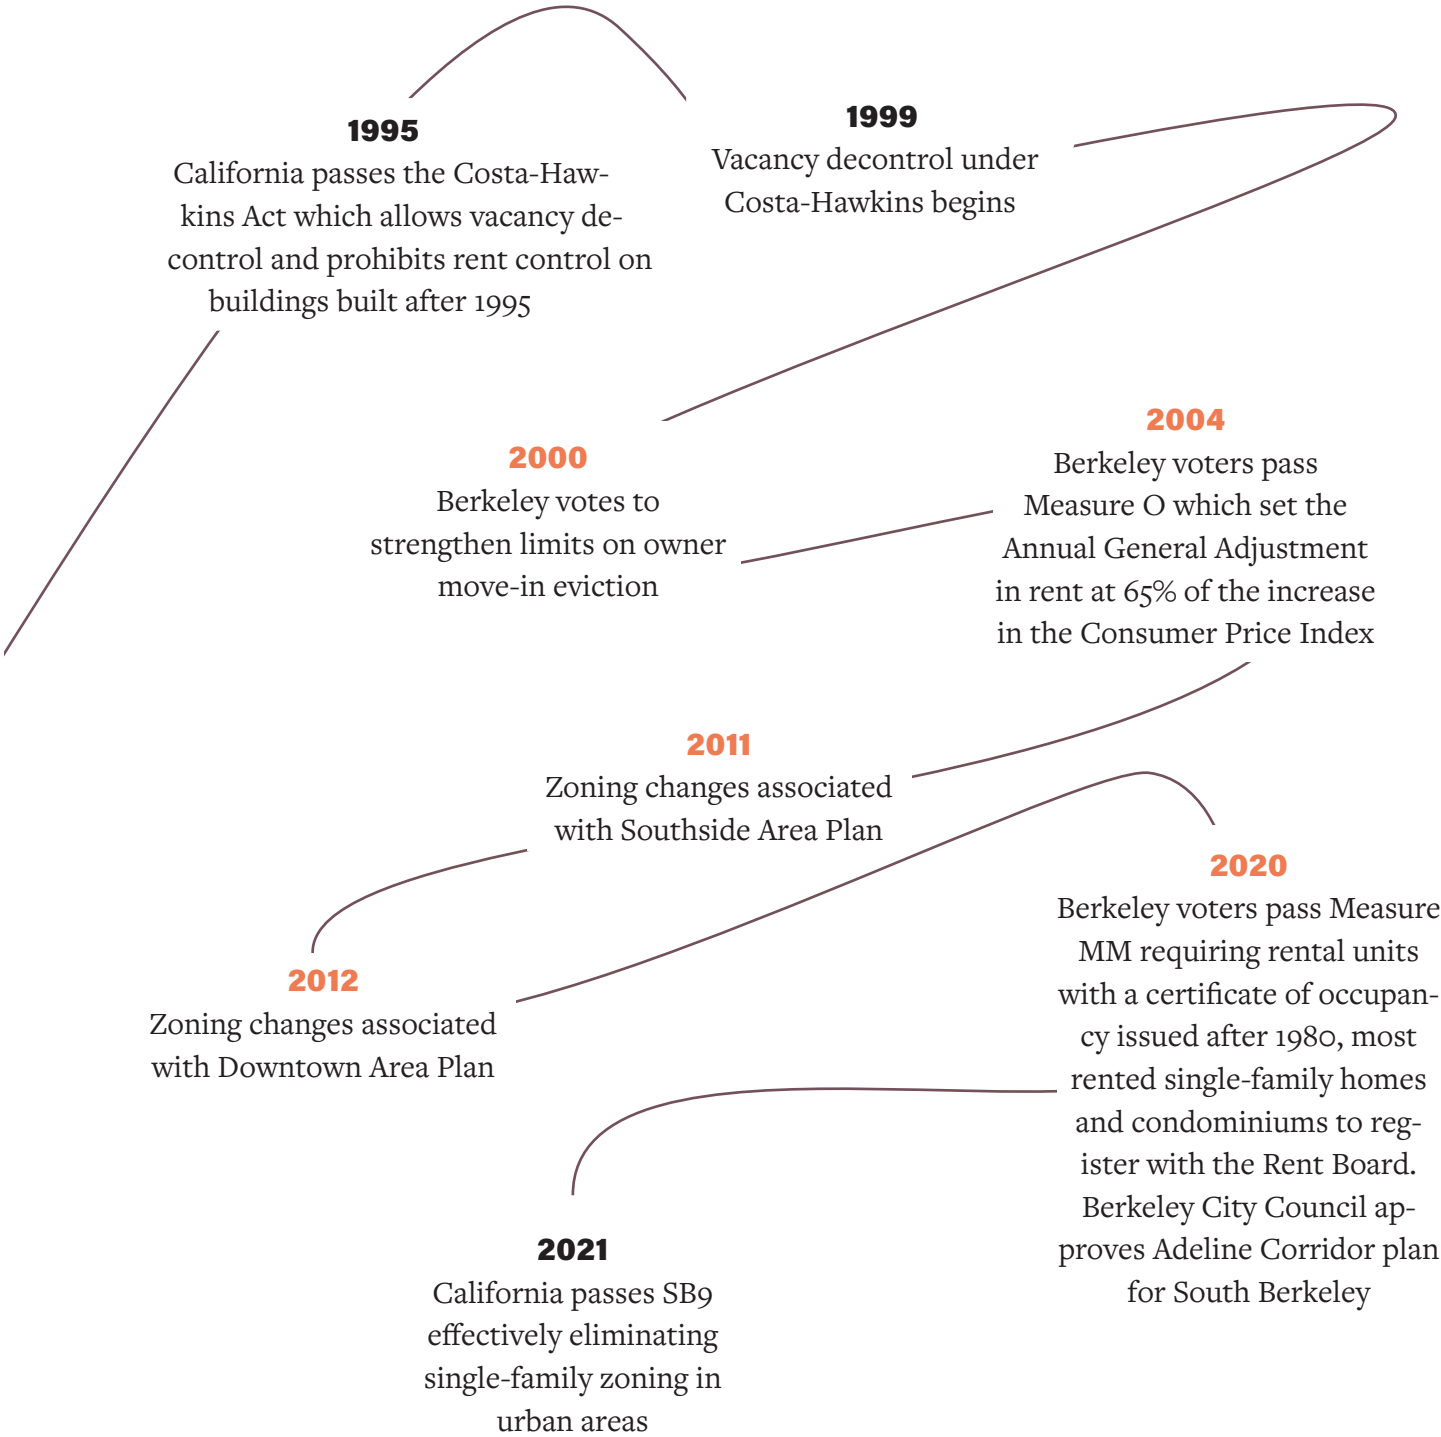 1995
California passes the Costa-Haw-
kins Act which allows vacancy de-
control and prohibits rent control on
buildings built after 1995
1999
Vacancy decontrol under
Costa-Hawkins begins
2000
Berkeley votes to
strengthen limits on owner
move-in eviction
2004
Berkeley voters pass
Measure O which set the
Annual General Adjustment
in rent at 65% of the increase
in the Consumer Price Index
2011
Zoning changes associated
with Southside Area Plan
2012
Zoning changes associated
with Downtown Area Plan
2020
Berkeley voters pass Measure
MM requiring rental units
with a certificate of occupan-
cy issued after 1980, most
rented single-family homes
and condominiums to reg-
ister with the Rent Board.
Berkeley City Council ap-
proves Adeline Corridor plan
for South Berkeley
2021
California passes SB9
effectively eliminating
single-family zoning in
urban areas